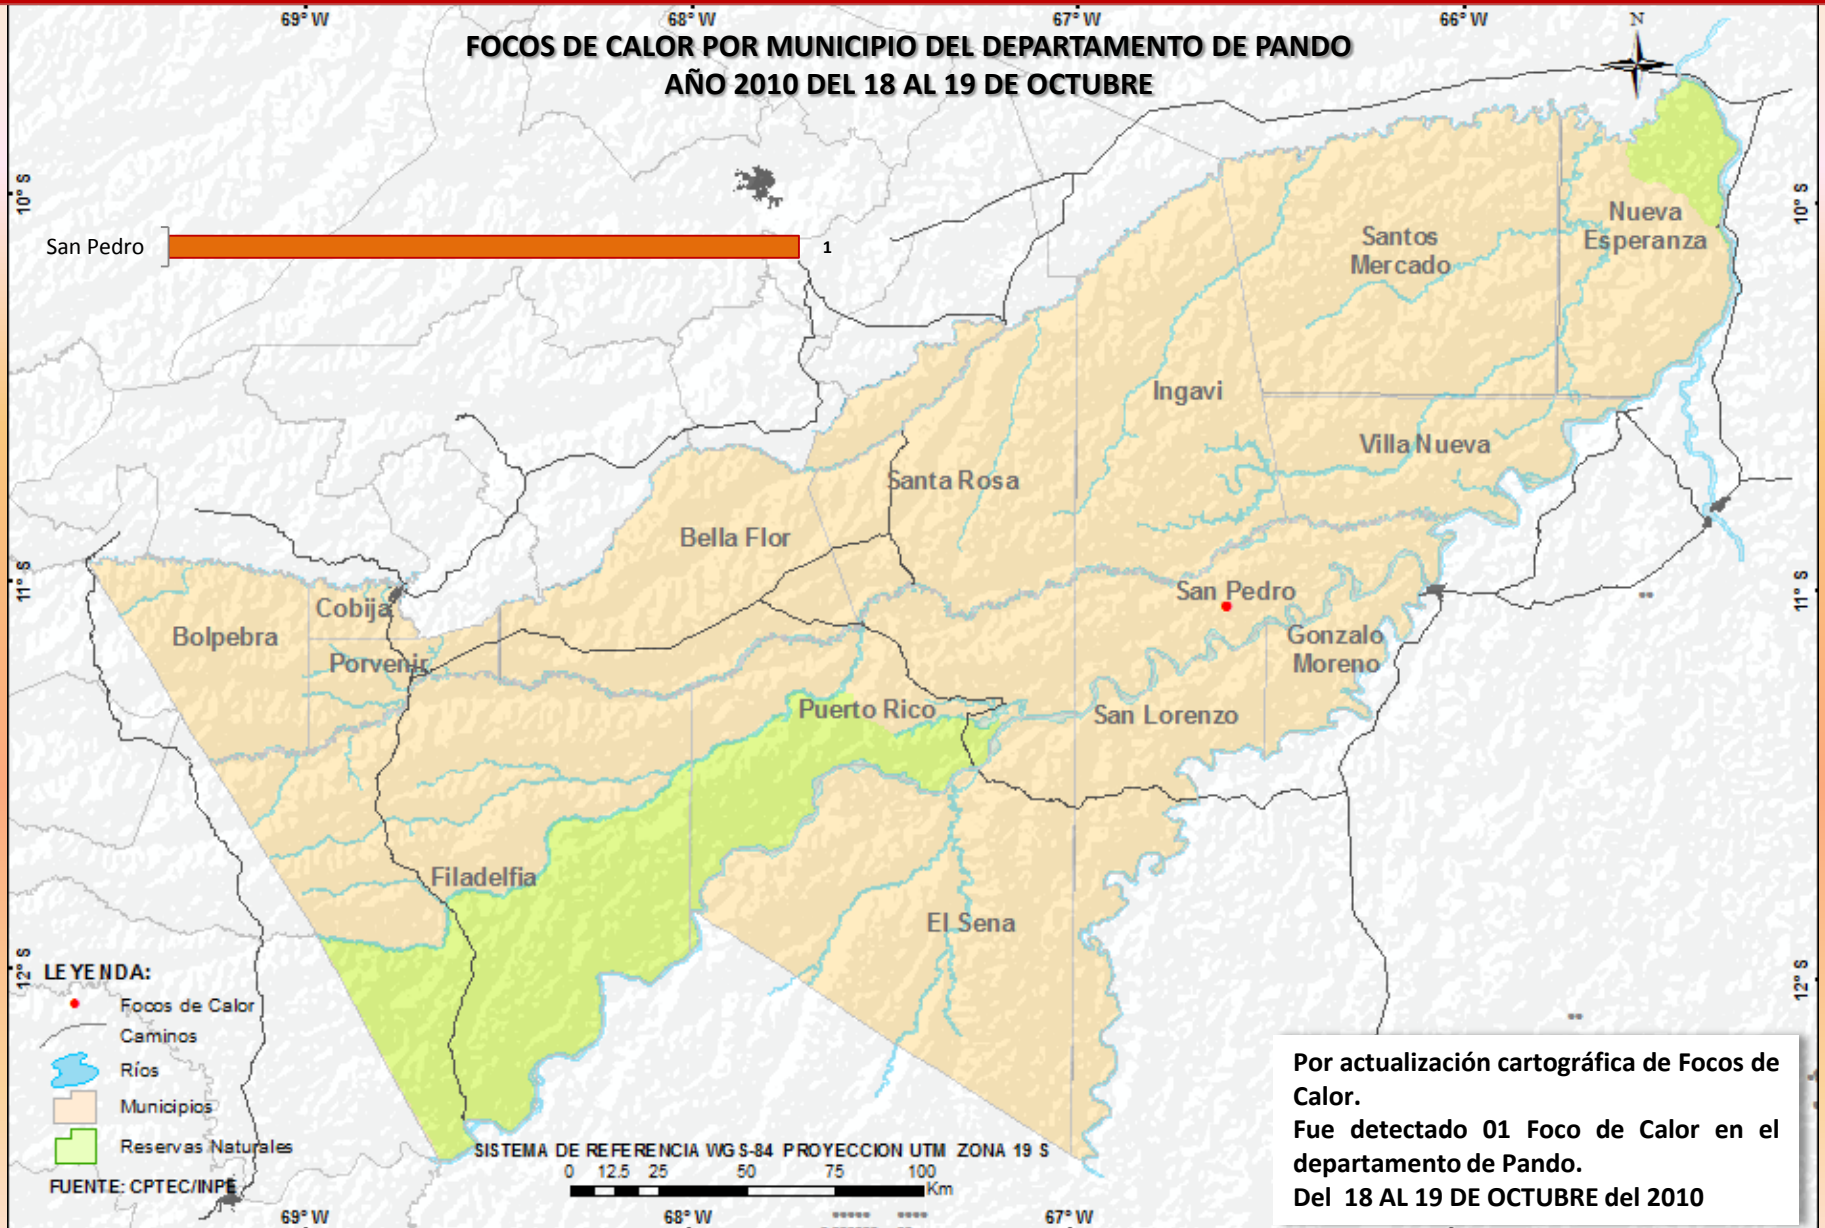 69° W 68° W 67° W 66° W
N
FOCOS DE CALOR POR MUNICIPIO DEL DEPARTAMENTO DE PANDO
AÑO 2010 DEL 18 AL 19 DE OCTUBRE
10° S
10° S
San Pedro
1
Nueva
Esperanza
Santos
Mercado
Ingavi
Villa Nueva
Santa Rosa
Bella Flor
11° S
11° S
San Pedro
Cobija
Bolpebra
Porvenir
Gonzalo
Moreno
Puerto Rico
San Lorenzo
Filadelfia
El Sena
12° S
12° S
LEYENDA:
Focos de Calor
Caminos
Ríos
Municipios
Reservas Naturales
FUENTE: CPTEC/INPE
SISTEMA DE REFERENCIA WGS-84 PROYECCION UTM ZONA 19 S
0 12.5 25 50 75 100
Km
Por actualización cartográfica de Focos de
Calor.
Fue detectado 01 Foco de Calor en el
departamento de Pando.
Del 18 AL 19 DE OCTUBRE del 2010
69° W 68° W 67° W